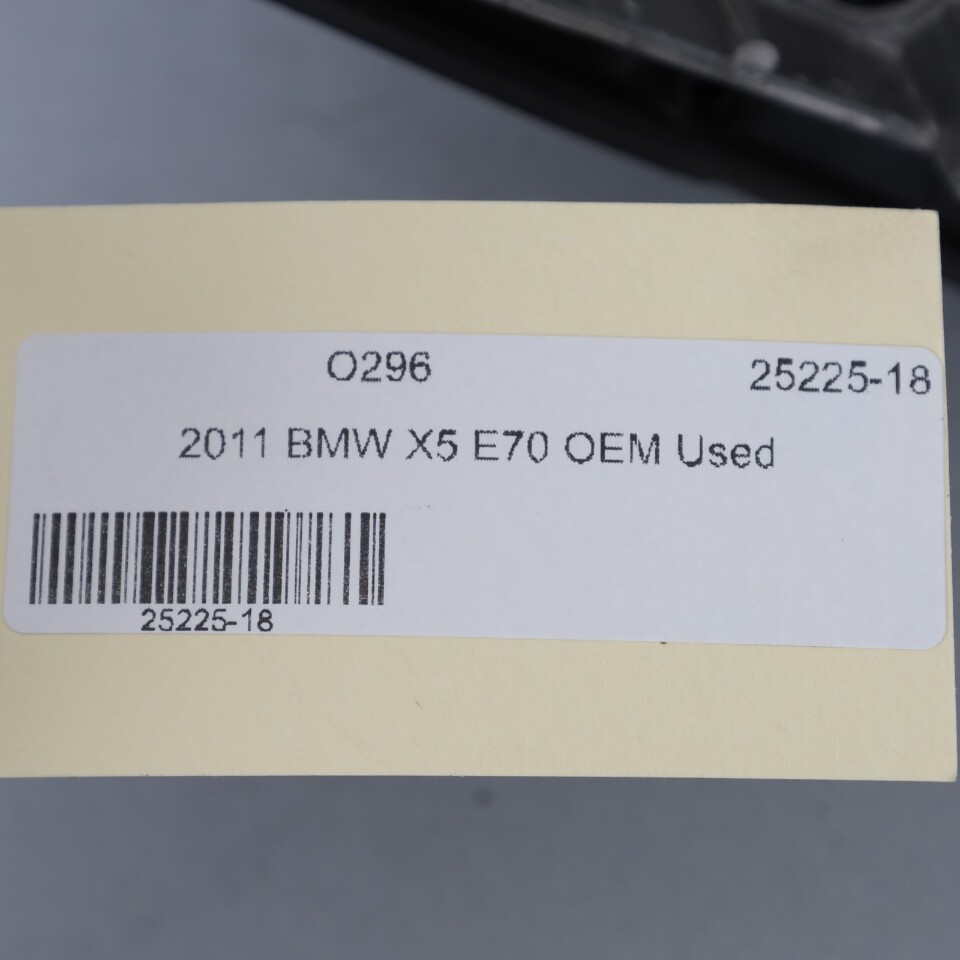 O296 25225-18
2011 BMW X5 E70 OEM Used
25225-18